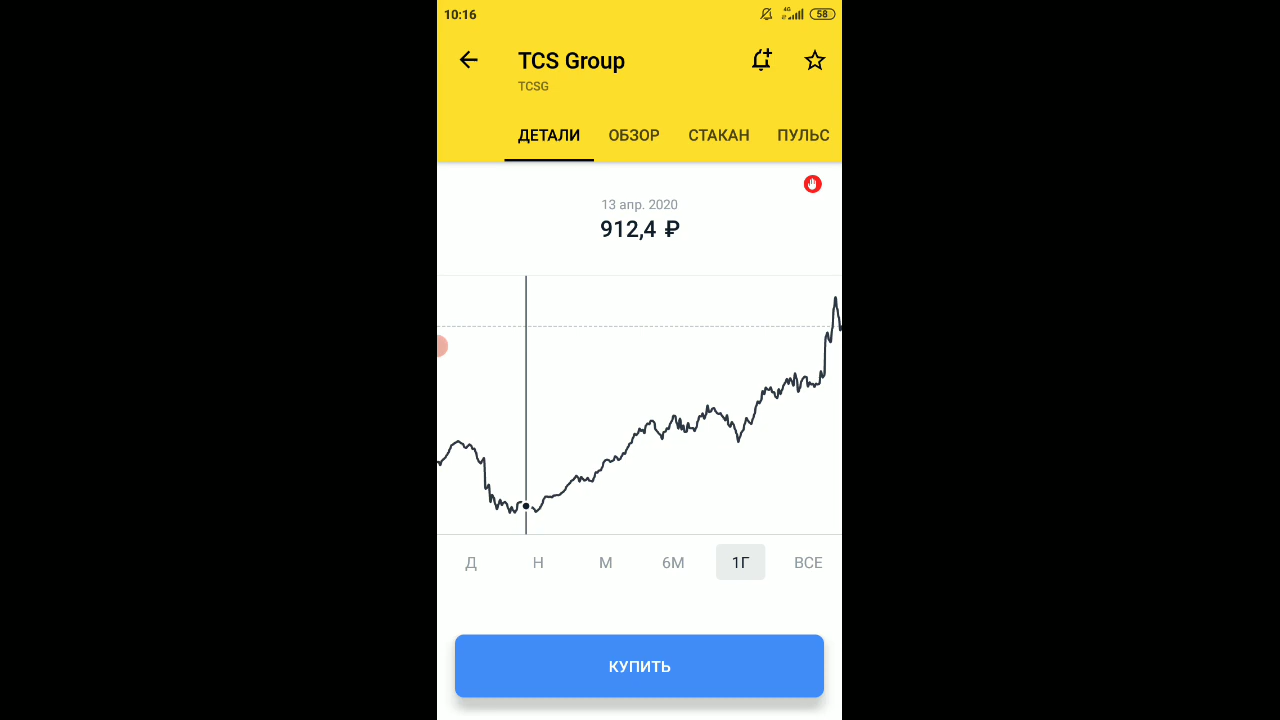 10:16 4G 58
TCS Group
TCSG
ДЕТАЛИ ОБЗОР СТАКАН ПУЛЬС
13 апр. 2020
912,4 ₽
Д Н М 6М 1Г ВСЕ
КУПИТЬ